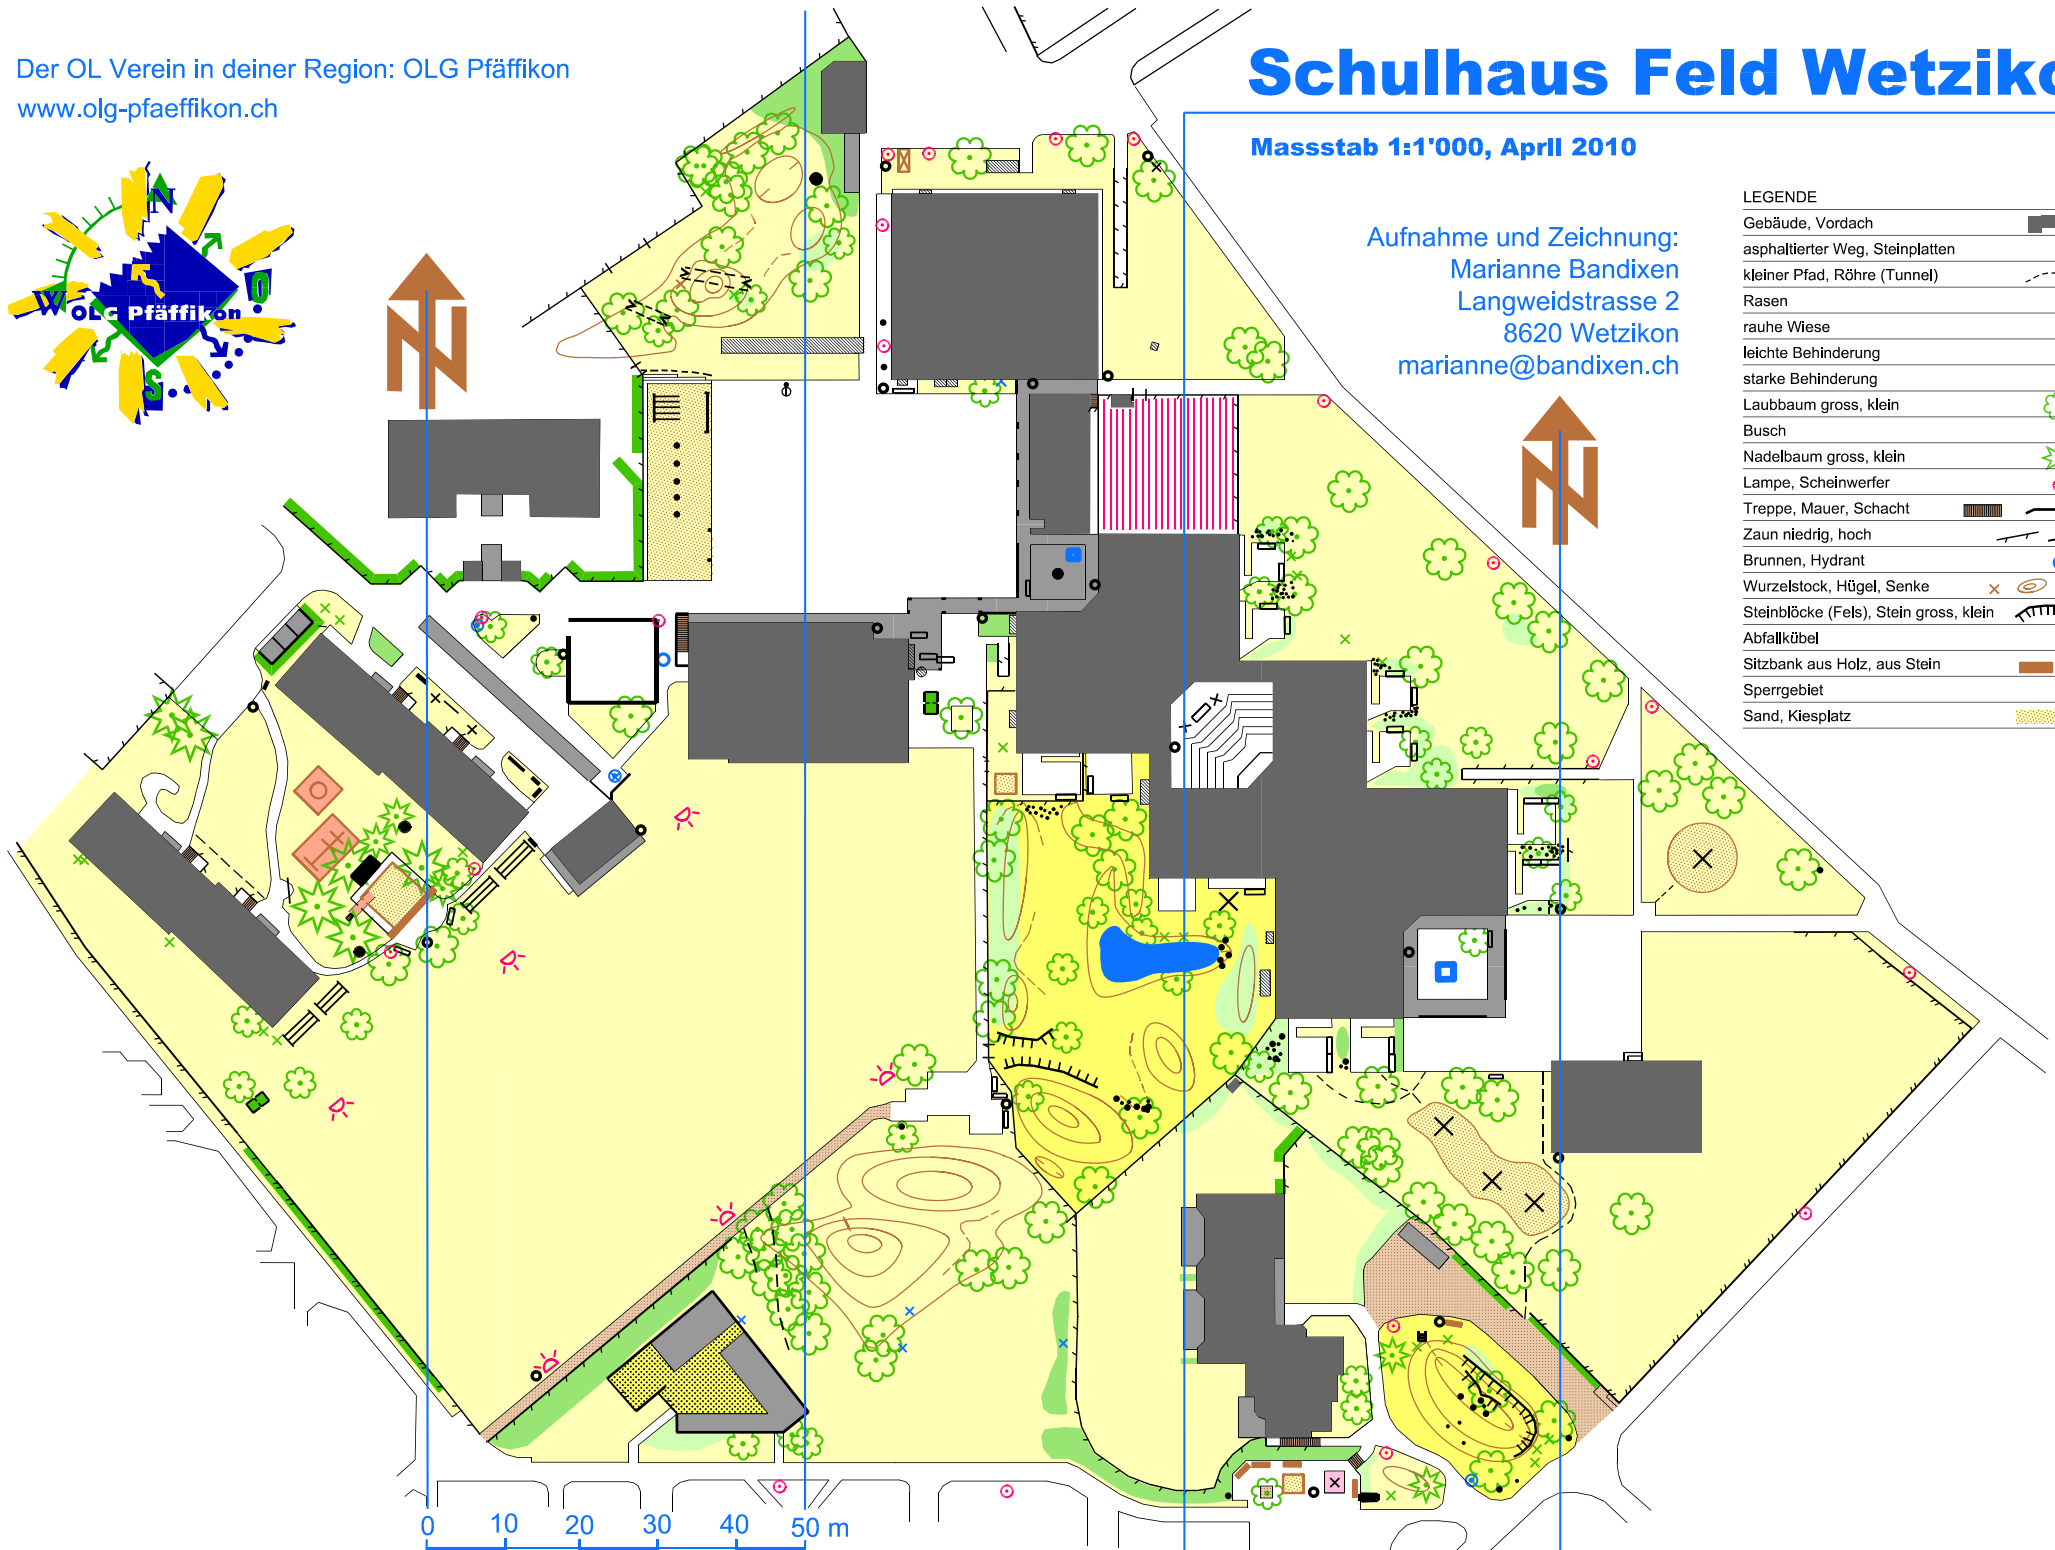 Der OL Verein in deiner Region: OLG Pfäffikon
www.olg-pfaeffikon.ch
Schulhaus Feld Wetziko
Massstab 1:1'000, April 2010
N
W
O
OLG Pfäffikon
S
Aufnahme und Zeichnung:
Marianne Bandixen
Langweidstrasse 2
8620 Wetzikon
marianne@bandixen.ch
LEGENDE
Gebäude, Vordach
asphaltierter Weg, Steinplatten
kleiner Pfad, Röhre (Tunnel)
Rasen
rauhe Wiese
leichte Behinderung
starke Behinderung
Laubbaum gross, klein
Busch
Nadelbaum gross, klein
Lampe, Scheinwerfer
Treppe, Mauer, Schacht
Zaun niedrig, hoch
Brunnen, Hydrant
Wurzelstock, Hügel, Senke
Steinblöcke (Fels), Stein gross, klein
Abfallkübel
Sitzbank aus Holz, aus Stein
Sperrgebiet
Sand, Kiesplatz
0 10 20 30 40 50 m